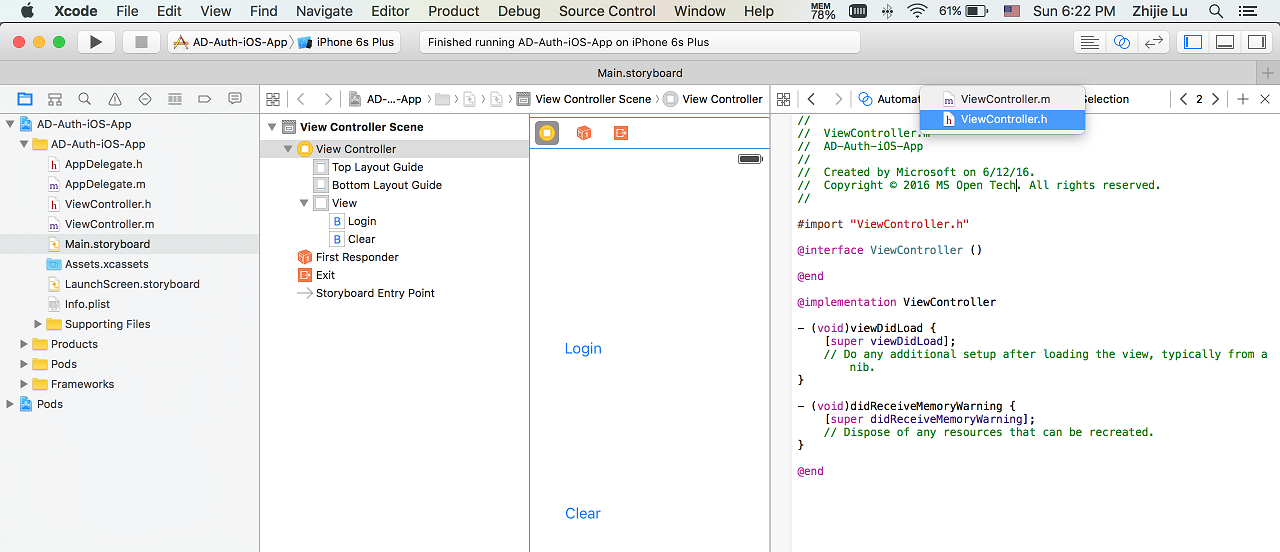 Xcode File Edit View Find Navigate Editor Product Debug Source Control Window Help MEM 78% 61% Sun 6:22 PM Zhijie Lu
AD-Auth-iOS-App iPhone 6s Plus Finished running AD-Auth-iOS-App on iPhone 6s Plus
Main.storyboard
AD-...-App View Controller Scene View Controller
Automat
Selection
2
ViewController.m
ViewController.h
AD-Auth-iOS-App
AD-Auth-iOS-App
AppDelegate.h
AppDelegate.m
ViewController.h
ViewController.m
Main.storyboard
Assets.xcassets
LaunchScreen.storyboard
Info.plist
Supporting Files
Products
Pods
Frameworks
Pods
View Controller Scene
View Controller
Top Layout Guide
Bottom Layout Guide
View
B Login
B Clear
First Responder
Exit
Storyboard Entry Point
Login
Clear
//
// ViewController.m
// AD-Auth-iOS-App
//
// Created by Microsoft on 6/12/16.
// Copyright © 2016 MS Open Tech. All rights reserved.
//
#import "ViewController.h"
@interface ViewController ()
@end
@implementation ViewController
- (void)viewDidLoad {
[super viewDidLoad];
// Do any additional setup after loading the view, typically from a
nib.
}
- (void)didReceiveMemoryWarning {
[super didReceiveMemoryWarning];
// Dispose of any resources that can be recreated.
}
@end